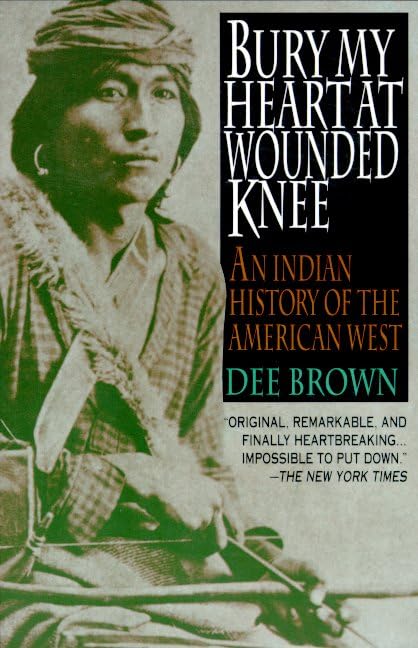 BURY MY
HEART AT
WOUNDED
KNEE
AN INDIAN
HISTORY OF THE
AMERICAN WEST
DEE BROWN
"ORIGINAL, REMARKABLE, AND
FINALLY HEARTBREAKING...
IMPOSSIBLE TO PUT DOWN."
—THE NEW YORK TIMES